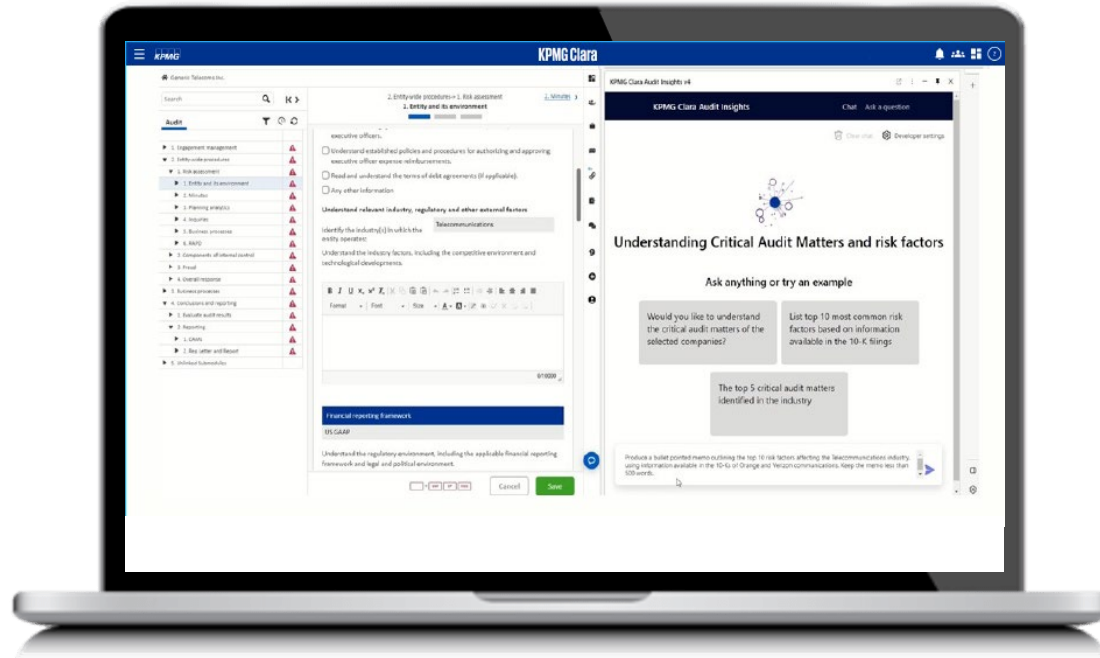 KPMG
KPMG Clara
Generic Telecoms Inc.
Search
Audit
1. Engagement management
2. Entity-wide procedures
1. Risk assessment
1. Entity and its environment
2. Minutes
3. Planning analytics
4. Inquiries
5. Business processes
6. RAPD
2. Components of internal control
3. Fraud
4. Overall response
3. Business processes
4. Conclusions and reporting
1. Evaluate audit results
2. Reporting
1. GAAS
2. Rep Letter and Report
2. Entity-wide procedures > 1. Risk assessment
1. Entity and its environment
2. Minutes
executive officers.
Understand established policies and procedures for authorizing and approving
executive officer expense reimbursements.
Read and understand the terms of debt agreements (if applicable).
Any other information
Understand relevant industry, regulatory and other external factors
Identify the industry(s) in which the
entity operates:
Telecommunications
Understand the industry factors, including the competitive environment and
technological developments.
Format
Font
Size
0/10000
Financial reporting framework
US GAAP
Understand the regulatory environment, including the applicable financial reporting
framework and legal and political environment.
Cancel
Save
KPMG Clara Audit Insights v4
KPMG Clara Audit Insights
Chat
Ask a question
Clear chat
Developer settings
Understanding Critical Audit Matters and risk factors
Ask anything or try an example
Would you like to understand
the critical audit matters of the
selected companies?
List top 10 most common risk
factors based on information
available in the 10-K filings
The top 5 critical audit matters
identified in the industry
Produce a bullet pointed memo outlining the top 10 risk factors affecting the Telecommunications industry,
using information available in the 10-Ks of Orange and Verizon communications. Keep the memo less than
500 words.